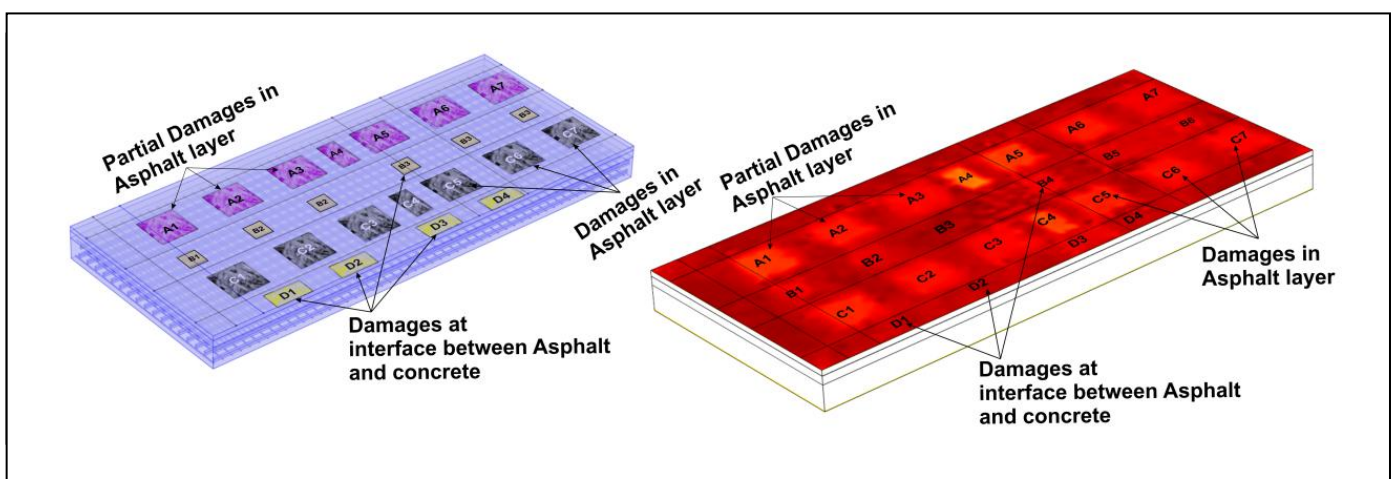 Partial Damages in
Asphalt layer
A1
A2
A3
A4
A5
A6
A7
B1
B2
B2
B3
B3
B3
C1
C2
C3
C4
C5
C6
C7
D1
D2
D3
D4
Damages in
Asphalt layer
Damages at
interface between Asphalt
and concrete
Partial Damages in
Asphalt layer
A1
A2
A3
A4
A5
A6
A7
B1
B2
B3
B4
B5
B6
C1
C2
C3
C4
C5
C6
C7
D1
D2
D3
D4
Damages in
Asphalt layer
Damages at
interface between Asphalt
and concrete